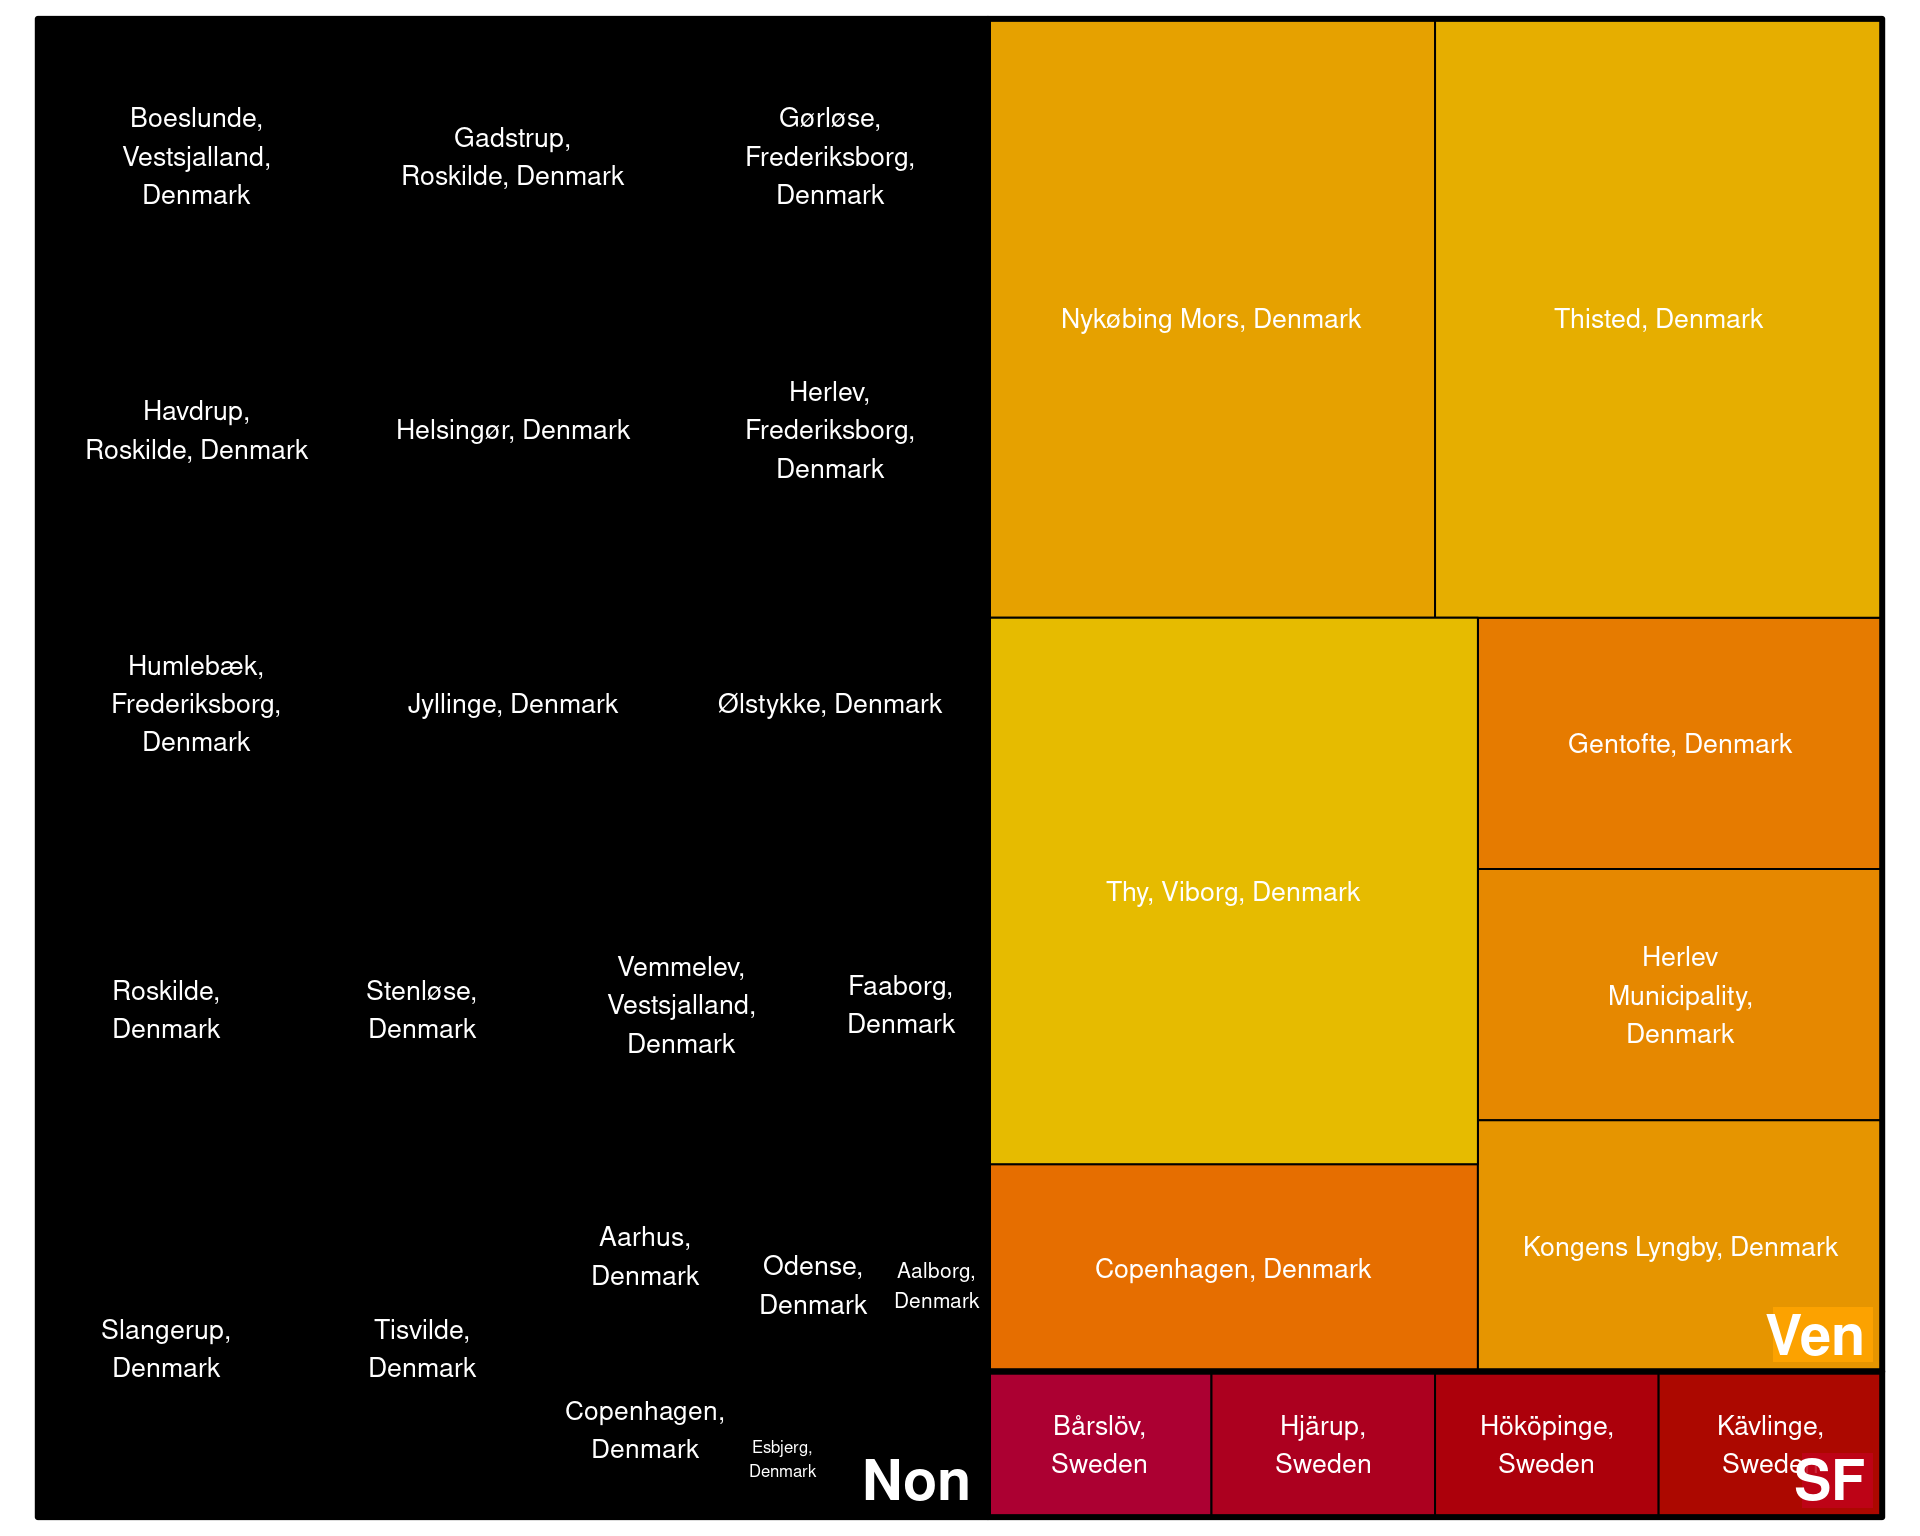 Boeslunde,
Vestsjalland,
Denmark
Gadstrup,
Roskilde, Denmark
Gørløse,
Frederiksborg,
Denmark
Havdrup,
Roskilde, Denmark
Helsingør, Denmark
Herlev,
Frederiksborg,
Denmark
Humlebæk,
Frederiksborg,
Denmark
Jyllinge, Denmark
Ølstykke, Denmark
Roskilde,
Denmark
Stenløse,
Denmark
Vemmelev,
Vestsjalland,
Denmark
Faaborg,
Denmark
Slangerup,
Denmark
Tisvilde,
Denmark
Aarhus,
Denmark
Odense,
Denmark
Aalborg,
Denmark
Copenhagen,
Denmark
Esbjerg,
Denmark
Non
Nykøbing Mors, Denmark
Thisted, Denmark
Thy, Viborg, Denmark
Gentofte, Denmark
Herlev
Municipality,
Denmark
Copenhagen, Denmark
Kongens Lyngby, Denmark
Ven
Bårslöv,
Sweden
Hjärup,
Sweden
Hököpinge,
Sweden
Kävlinge,
Sweden
SF